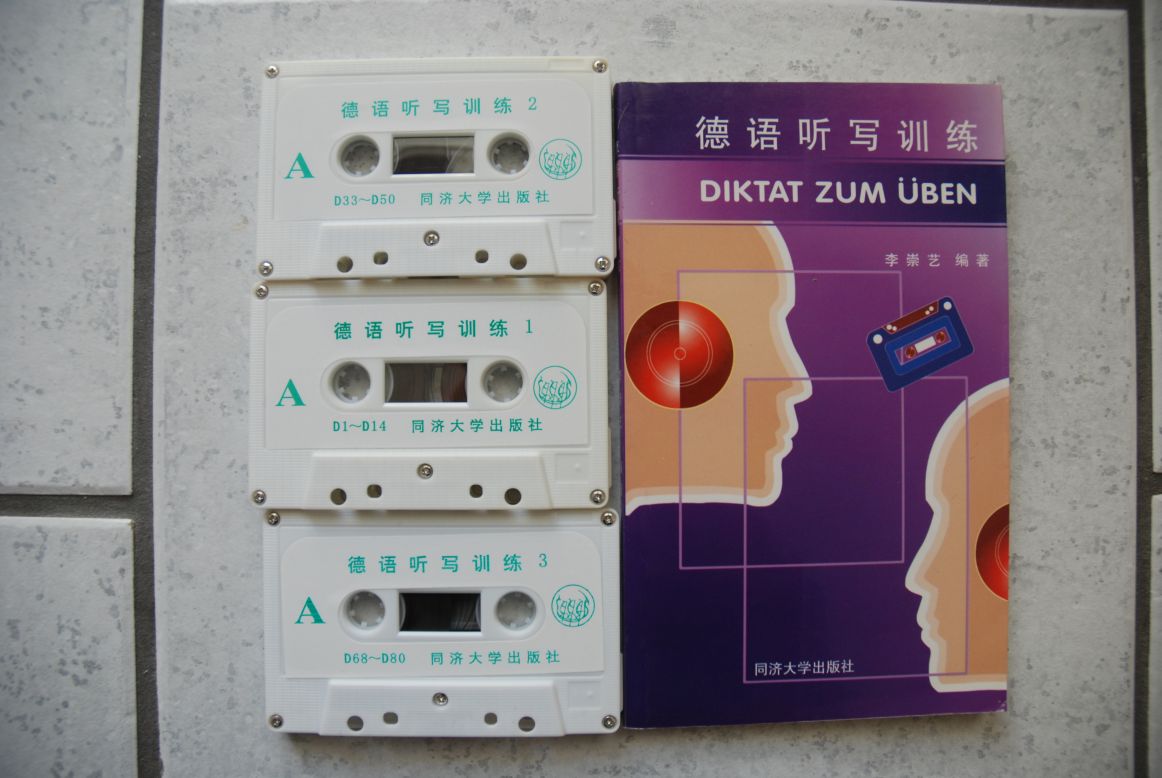 德语听写训练 2
A
D33～D50 同济大学出版社
德语听写训练 1
A
D1～D14 同济大学出版社
德语听写训练 3
A
D68～D80 同济大学出版社
德语听写训练
DIKTAT ZUM ÜBEN
李崇艺 编著
同济大学出版社